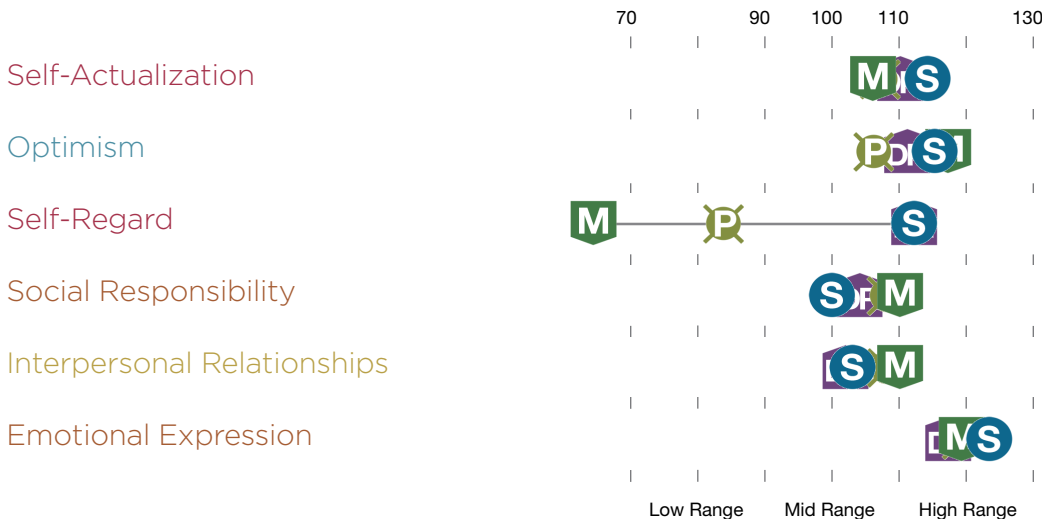 70 90 100 110 130
Self-Actualization M S
Optimism P S
Self-Regard M P S
Social Responsibility S M
Interpersonal Relationships S M
Emotional Expression M S
Low Range Mid Range High Range